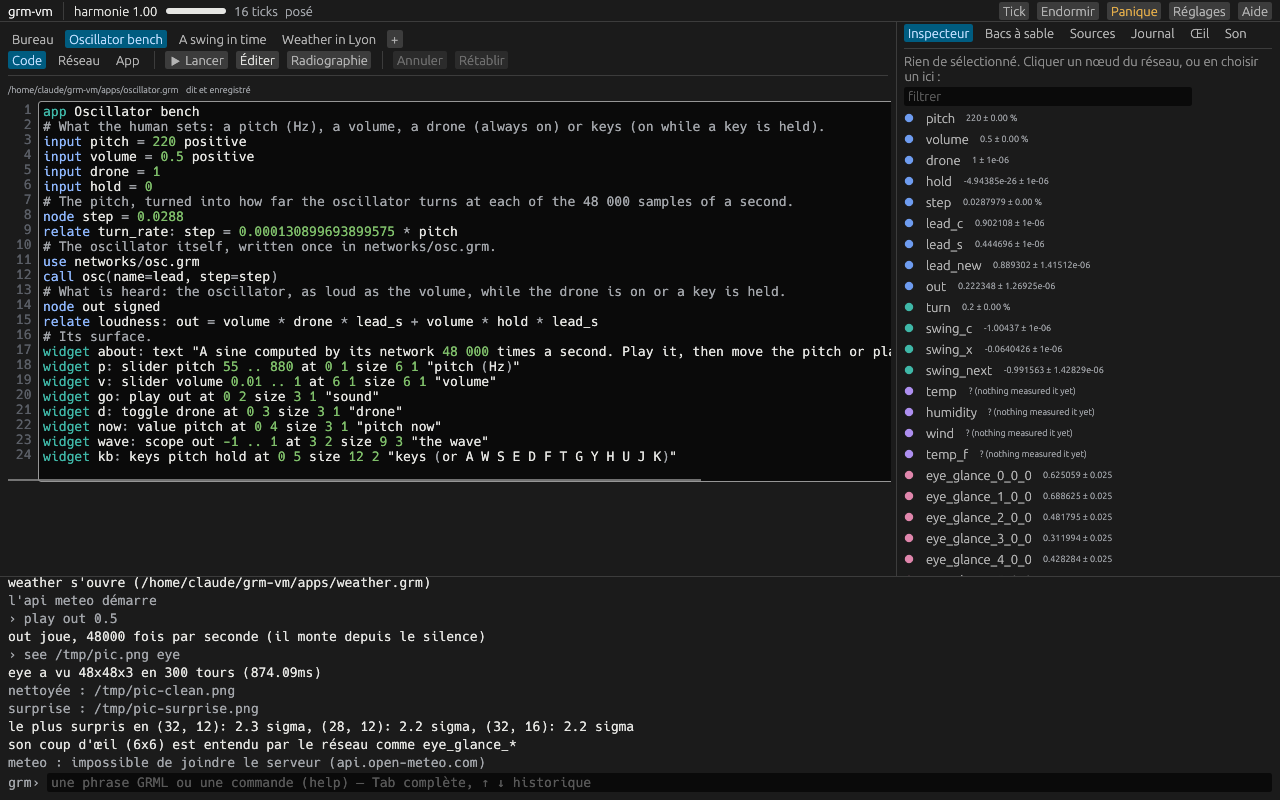 grm-vm harmonie 1.00 16 ticks posé Tick Endormir Panique Réglages Aide
Bureau Oscillator bench A swing in time Weather in Lyon +
Code Réseau App ▶ Lancer Éditer Radiographie Annuler Rétablir
/home/claude/grm-vm/apps/oscillator.grm dit et enregistré
1 app Oscillator bench
2 # What the human sets: a pitch (Hz), a volume, a drone (always on) or keys (on while a key is held).
3 input pitch = 220 positive
4 input volume = 0.5 positive
5 input drone = 1
6 input hold = 0
7 # The pitch, turned into how far the oscillator turns at each of the 48 000 samples of a second.
8 node step = 0.0288
9 relate turn_rate: step = 0.000130899693899575 * pitch
10 # The oscillator itself, written once in networks/osc.grm.
11 use networks/osc.grm
12 call osc(name=lead, step=step)
13 # What is heard: the oscillator, as loud as the volume, while the drone is on or a key is held.
14 node out signed
15 relate loudness: out = volume * drone * lead_s + volume * hold * lead_s
16 # Its surface.
17 widget about: text "A sine computed by its network 48 000 times a second. Play it, then move the pitch or pla
18 widget p: slider pitch 55 .. 880 at 0 1 size 6 1 "pitch (Hz)"
19 widget v: slider volume 0.01 .. 1 at 6 1 size 6 1 "volume"
20 widget go: play out at 0 2 size 3 1 "sound"
21 widget d: toggle drone at 0 3 size 3 1 "drone"
22 widget now: value pitch at 0 4 size 3 1 "pitch now"
23 widget wave: scope out -1 .. 1 at 3 2 size 9 3 "the wave"
24 widget kb: keys pitch hold at 0 5 size 12 2 "keys (or A W S E D F T G Y H U J K)"
Inspecteur Bacs à sable Sources Journal Œil Son
Rien de sélectionné. Cliquer un nœud du réseau, ou en choisir
un ici :
filtrer
pitch 220 ± 0.00 %
volume 0.5 ± 0.00 %
drone 1 ± 1e-06
hold -4.94385e-26 ± 1e-06
step 0.0287979 ± 0.00 %
lead_c 0.902108 ± 1e-06
lead_s 0.444696 ± 1e-06
lead_new 0.889302 ± 1.41512e-06
out 0.222348 ± 1.26925e-06
turn 0.2 ± 0.00 %
swing_c -1.00437 ± 1e-06
swing_x -0.0640426 ± 1e-06
swing_next -0.991563 ± 1.42829e-06
temp ? (nothing measured it yet)
humidity ? (nothing measured it yet)
wind ? (nothing measured it yet)
temp_f ? (nothing measured it yet)
eye_glance_0_0_0 0.625059 ± 0.025
eye_glance_1_0_0 0.688625 ± 0.025
eye_glance_2_0_0 0.481795 ± 0.025
eye_glance_3_0_0 0.311994 ± 0.025
eye_glance_4_0_0 0.428284 ± 0.025
weather s'ouvre (/home/claude/grm-vm/apps/weather.grm)
l'api meteo démarre
› play out 0.5
out joue, 48000 fois par seconde (il monte depuis le silence)
› see /tmp/pic.png eye
eye a vu 48x48x3 en 300 tours (874.09ms)
nettoyée : /tmp/pic-clean.png
surprise : /tmp/pic-surprise.png
le plus surpris en (32, 12): 2.3 sigma, (28, 12): 2.2 sigma, (32, 16): 2.2 sigma
son coup d'œil (6x6) est entendu par le réseau comme eye_glance_*
meteo : impossible de joindre le serveur (api.open-meteo.com)
grm› une phrase GRML ou une commande (help) — Tab complète, ↑ ↓ historique